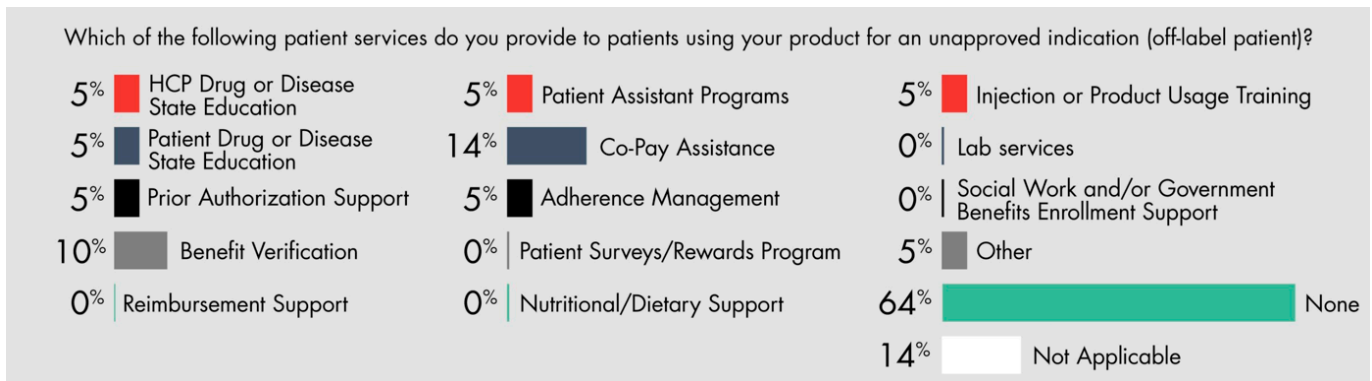 Which of the following patient services do you provide to patients using your product for an unapproved indication (off-label patient)?
5% HCP Drug or Disease
State Education
5% Patient Drug or Disease
State Education
5% Prior Authorization Support
10% Benefit Verification
0% Reimbursement Support
5% Patient Assistant Programs
14% Co-Pay Assistance
5% Adherence Management
0% Patient Surveys/Rewards Program
0% Nutritional/Dietary Support
5% Injection or Product Usage Training
0% Lab services
0% Social Work and/or Government
Benefits Enrollment Support
5% Other
64% None
14% Not Applicable